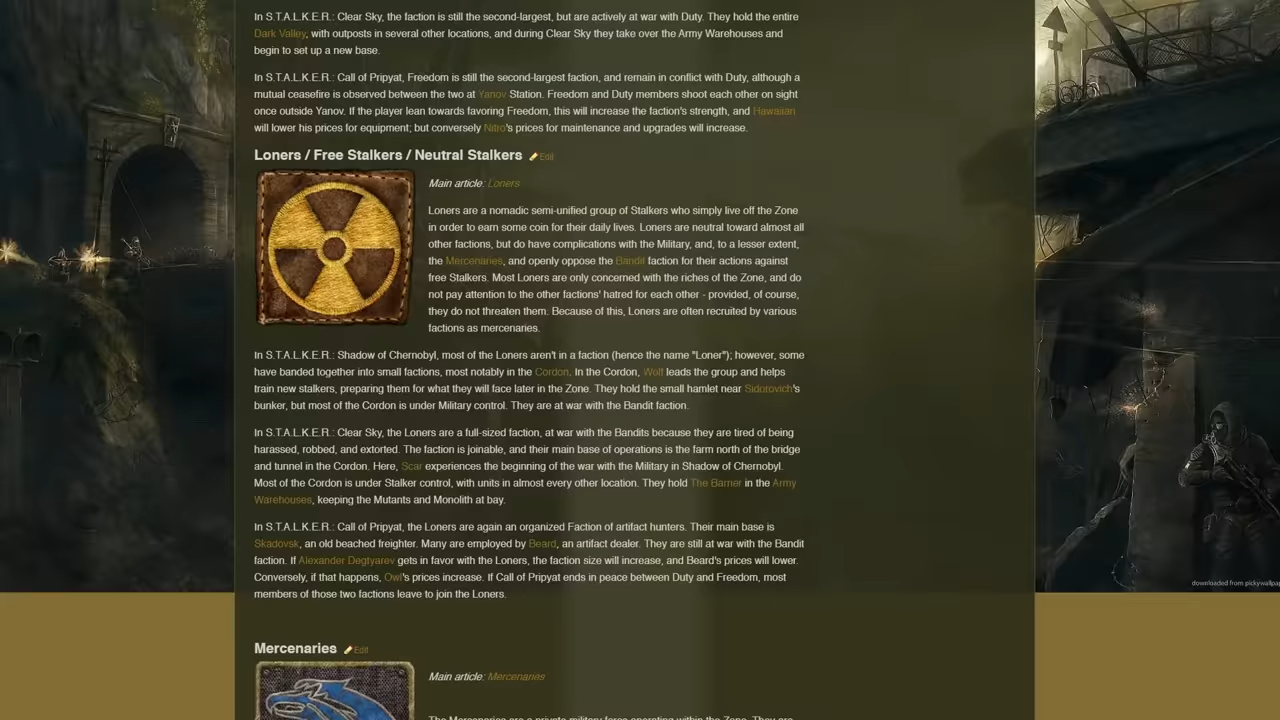 In S.T.A.L.K.E.R.: Clear Sky, the faction is still the second-largest, but are actively at war with Duty. They hold the entire
Dark Valley, with outposts in several other locations, and during Clear Sky they take over the Army Warehouses and
begin to set up a new base.
In S.T.A.L.K.E.R.: Call of Pripyat, Freedom is still the second-largest faction, and remain in conflict with Duty, although a
mutual ceasefire is observed between the two at Yanov Station. Freedom and Duty members shoot each other on sight
once outside Yanov. If the player lean towards favoring Freedom, this will increase the faction's strength, and Hawaiian
will lower his prices for equipment; but conversely Nitro's prices for maintenance and upgrades will increase.
Loners / Free Stalkers / Neutral Stalkers Edit
Main article: Loners
Loners are a nomadic semi-unified group of Stalkers who simply live off the Zone
in order to earn some coin for their daily lives. Loners are neutral toward almost all
other factions, but do have complications with the Military, and, to a lesser extent,
the Mercenaries, and openly oppose the Bandit faction for their actions against
free Stalkers. Most Loners are only concerned with the riches of the Zone, and do
not pay attention to the other factions' hatred for each other - provided, of course,
they do not threaten them. Because of this, Loners are often recruited by various
factions as mercenaries.
In S.T.A.L.K.E.R.: Shadow of Chernobyl, most of the Loners aren't in a faction (hence the name "Loner"); however, some
have banded together into small factions, most notably in the Cordon. In the Cordon, Wolf leads the group and helps
train new stalkers, preparing them for what they will face later in the Zone. They hold the small hamlet near Sidorovich's
bunker, but most of the Cordon is under Military control. They are at war with the Bandit faction.
In S.T.A.L.K.E.R.: Clear Sky, the Loners are a full-sized faction, at war with the Bandits because they are tired of being
harassed, robbed, and extorted. The faction is joinable, and their main base of operations is the farm north of the bridge
and tunnel in the Cordon. Here, Scar experiences the beginning of the war with the Military in Shadow of Chernobyl.
Most of the Cordon is under Stalker control, with units in almost every other location. They hold The Barrier in the Army
Warehouses, keeping the Mutants and Monolith at bay.
In S.T.A.L.K.E.R.: Call of Pripyat, the Loners are again an organized Faction of artifact hunters. Their main base is
Skadovsk, an old beached freighter. Many are employed by Beard, an artifact dealer. They are still at war with the Bandit
faction. If Alexander Degtyarev gets in favor with the Loners, the faction size will increase, and Beard's prices will lower.
Conversely, if that happens, Owl's prices increase. If Call of Pripyat ends in peace between Duty and Freedom, most
members of those two factions leave to join the Loners.
downloaded from pickywallpap
Mercenaries Edit
Main article: Mercenaries
The Mercenaries are a private military force operating within the Zone. They are